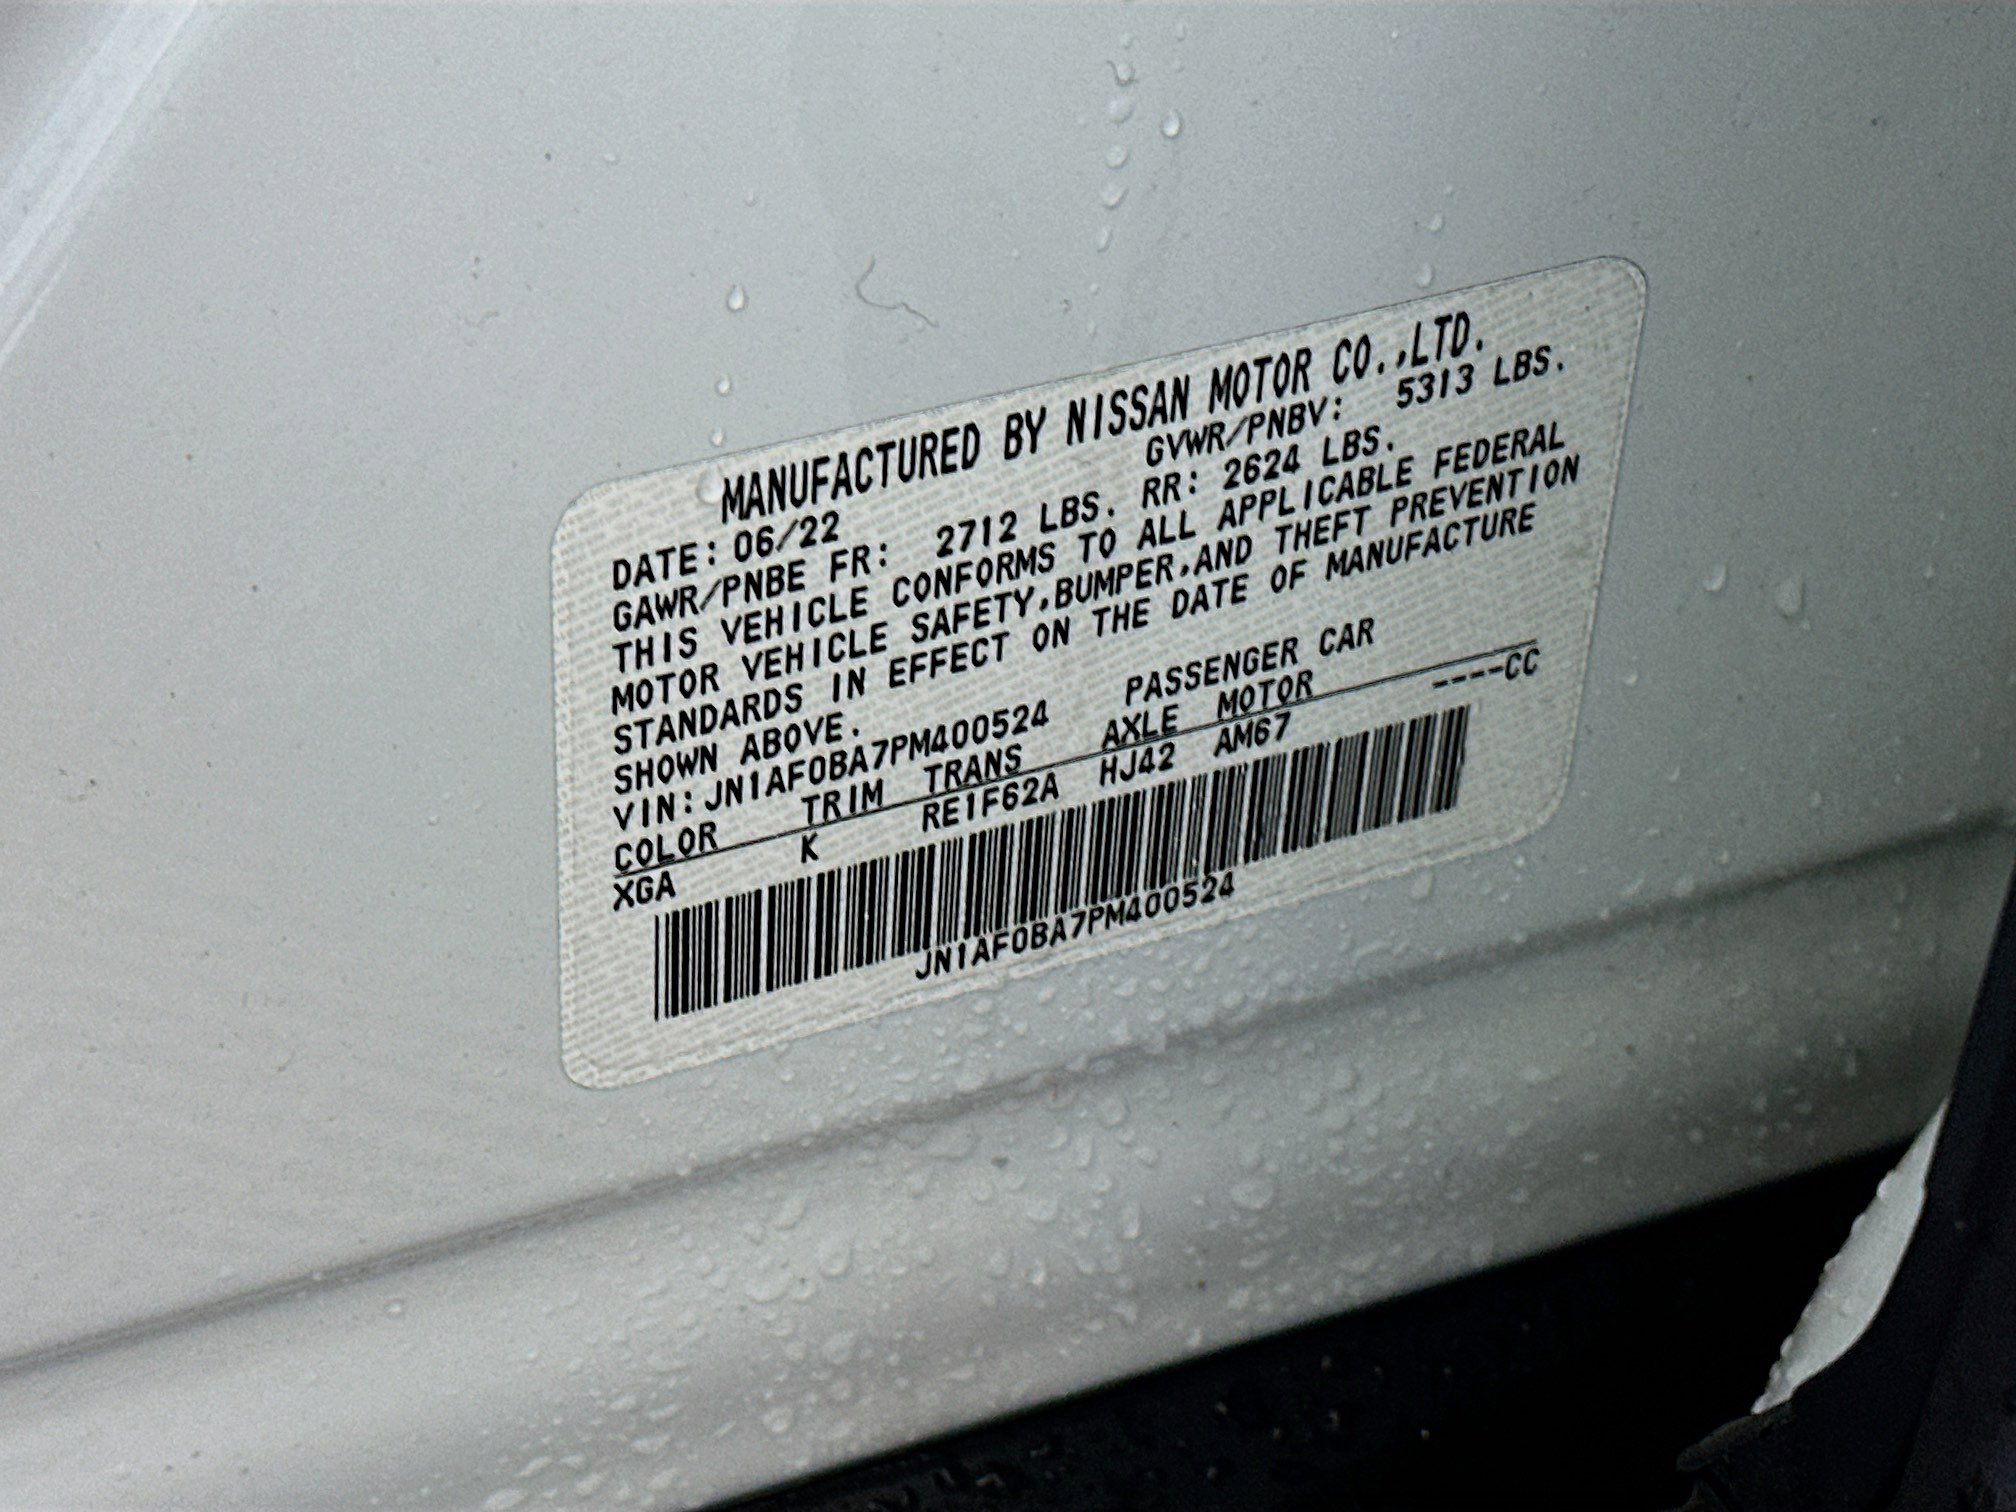 MANUFACTURED BY NISSAN MOTOR CO.,LTD.
DATE: 06/22 GVWR/PNBV: 5313 LBS.
GAWR/PNBE FR: 2712 LBS. RR: 2624 LBS.
THIS VEHICLE CONFORMS TO ALL APPLICABLE FEDERAL
MOTOR VEHICLE SAFETY,BUMPER,AND THEFT PREVENTION
STANDARDS IN EFFECT ON THE DATE OF MANUFACTURE
SHOWN ABOVE.
VIN:JN1AF0BA7PM400524 PASSENGER CAR
COLOR TRIM TRANS AXLE MOTOR ----CC
XGA K RE1F62A HJ42 AM67
JN1AF0BA7PM400524